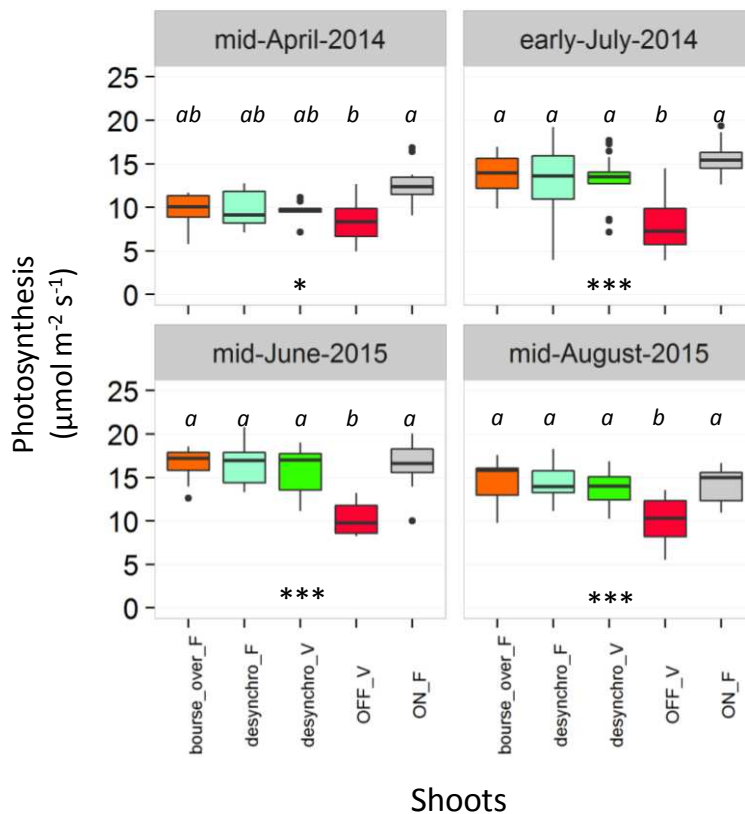 mid-April-2014
early-July-2014
25
20
15
10
5
0
ab ab ab b a
a a a b a
*
***
mid-June-2015
mid-August-2015
25
20
15
10
5
0
a a a b a
a a a b a
***
***
Photosynthesis
(µmol m⁻² s⁻¹)
bourse_over_F
desynchro_F
desynchro_V
OFF_V
ON_F
bourse_over_F
desynchro_F
desynchro_V
OFF_V
ON_F
Shoots